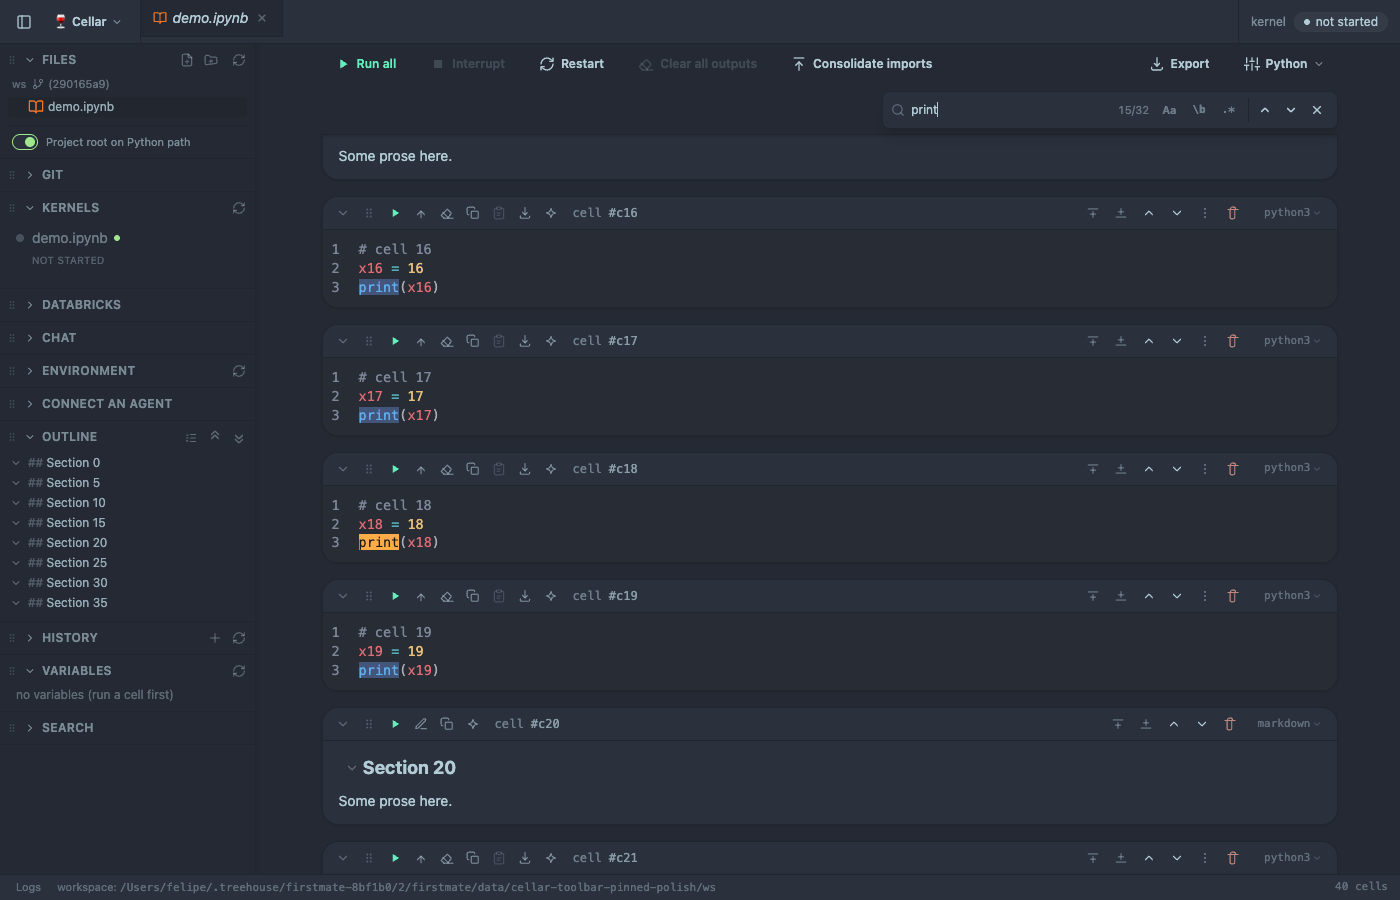 Cellar
demo.ipynb
kernel
not started
FILES
ws (290165a9)
demo.ipynb
Project root on Python path
GIT
KERNELS
demo.ipynb
NOT STARTED
DATABRICKS
CHAT
ENVIRONMENT
CONNECT AN AGENT
OUTLINE
## Section 0
## Section 5
## Section 10
## Section 15
## Section 20
## Section 25
## Section 30
## Section 35
HISTORY
VARIABLES
no variables (run a cell first)
SEARCH
Run all Interrupt Restart Clear all outputs Consolidate imports Export Python
print 15/32 Aa \b .*
Some prose here.
cell #c16 python3
1 # cell 16
2 x16 = 16
3 print(x16)
cell #c17 python3
1 # cell 17
2 x17 = 17
3 print(x17)
cell #c18 python3
1 # cell 18
2 x18 = 18
3 print(x18)
cell #c19 python3
1 # cell 19
2 x19 = 19
3 print(x19)
cell #c20 markdown
Section 20
Some prose here.
cell #c21 python3
Logs workspace: /Users/felipe/.treehouse/firstmate-8bf1b0/2/firstmate/data/cellar-toolbar-pinned-polish/ws 40 cells